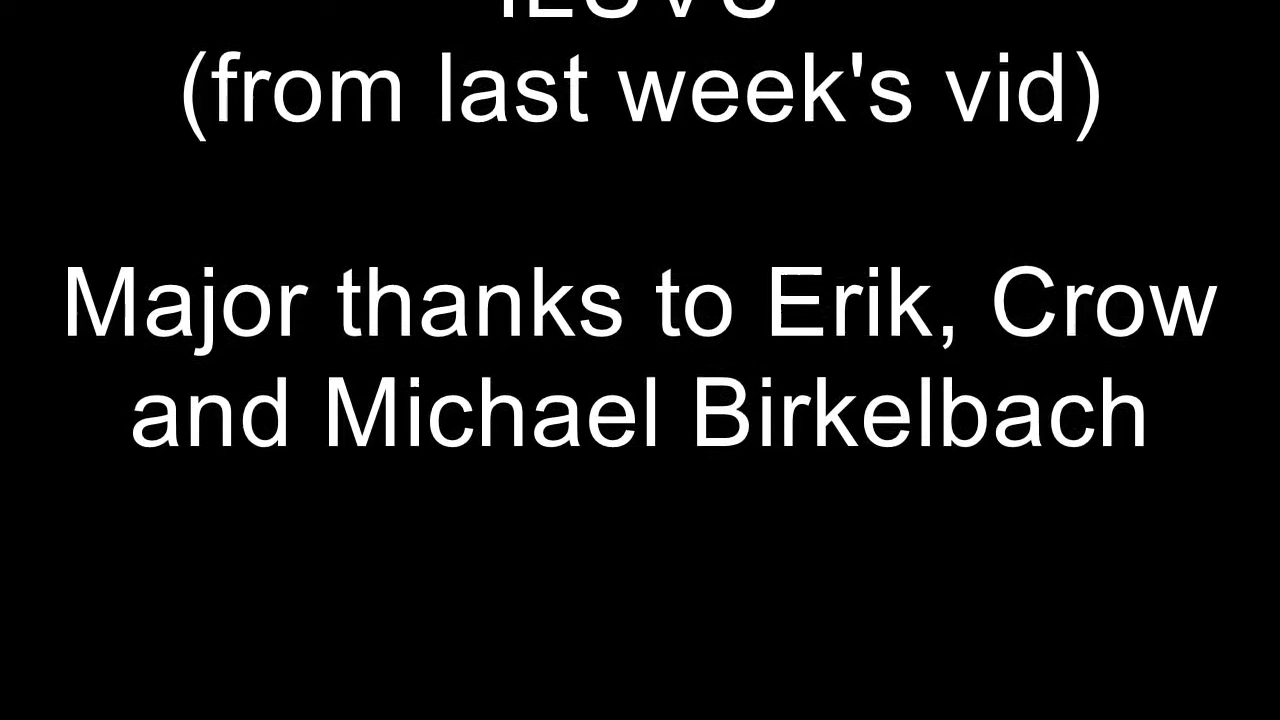 (from last week's vid)
Major thanks to Erik, Crow
and Michael Birkelbach